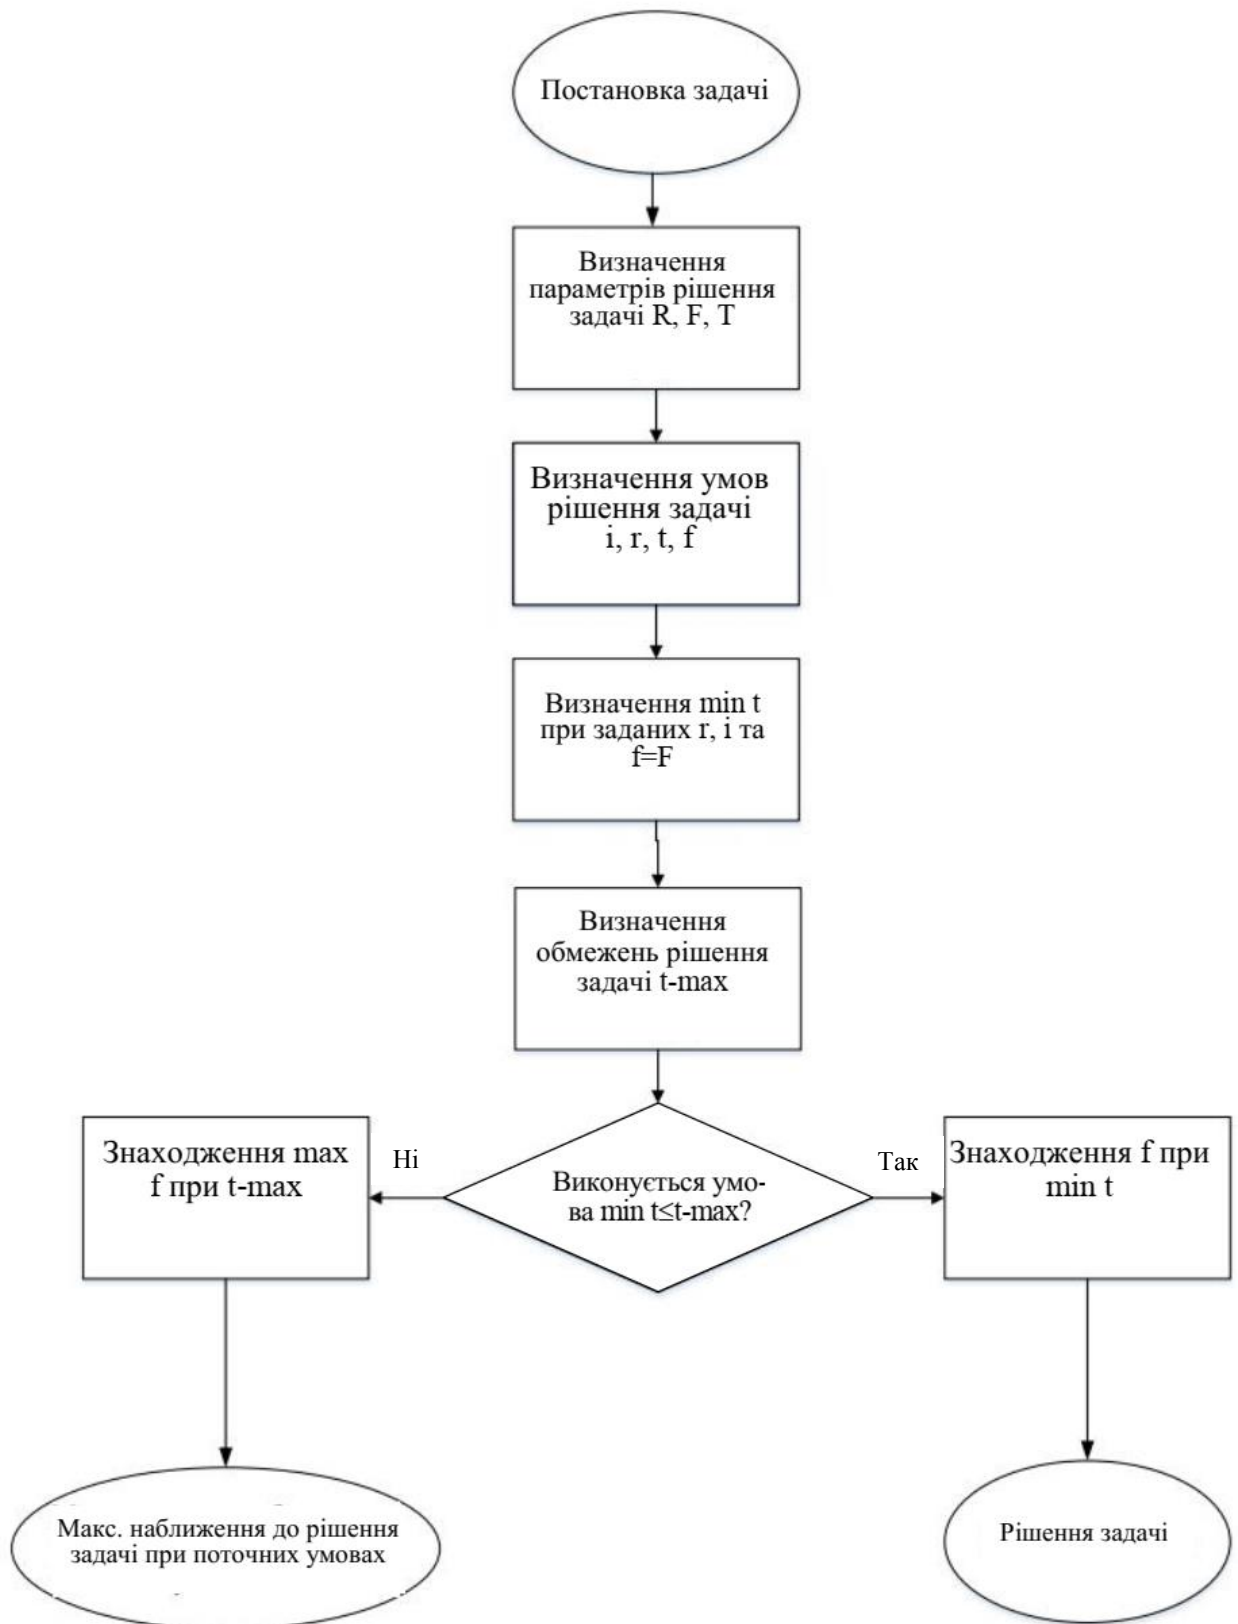 Постановка задачі
Визначення
параметрів рішення
задачі R, F, T
Визначення умов
рішення задачі
i, r, t, f
Визначення min t
при заданих r, i та
f=F
Визначення
обмежень рішення
задачі t-max
Знаходження max
f при t-max
Ні
Виконується умо-
ва min t≤t-max?
Так
Знаходження f при
min t
Макс. наближення до рішення
задачі при поточних умовах
Рішення задачі